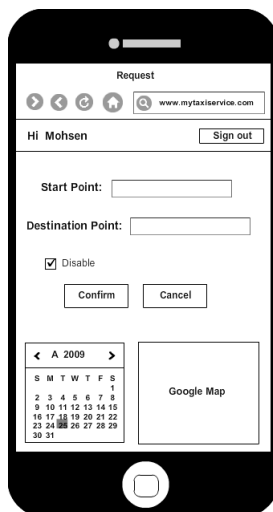 Request
www.mytaxiservice.com
Hi Mohsen
Sign out
Start Point:
Destination Point:
Disable
Confirm
Cancel
A 2009
S M T W T F S
1
2 3 4 5 6 7 8
9 10 11 12 13 14 15
16 17 18 19 20 21 22
23 24 25 26 27 28 29
30 31
Google Map